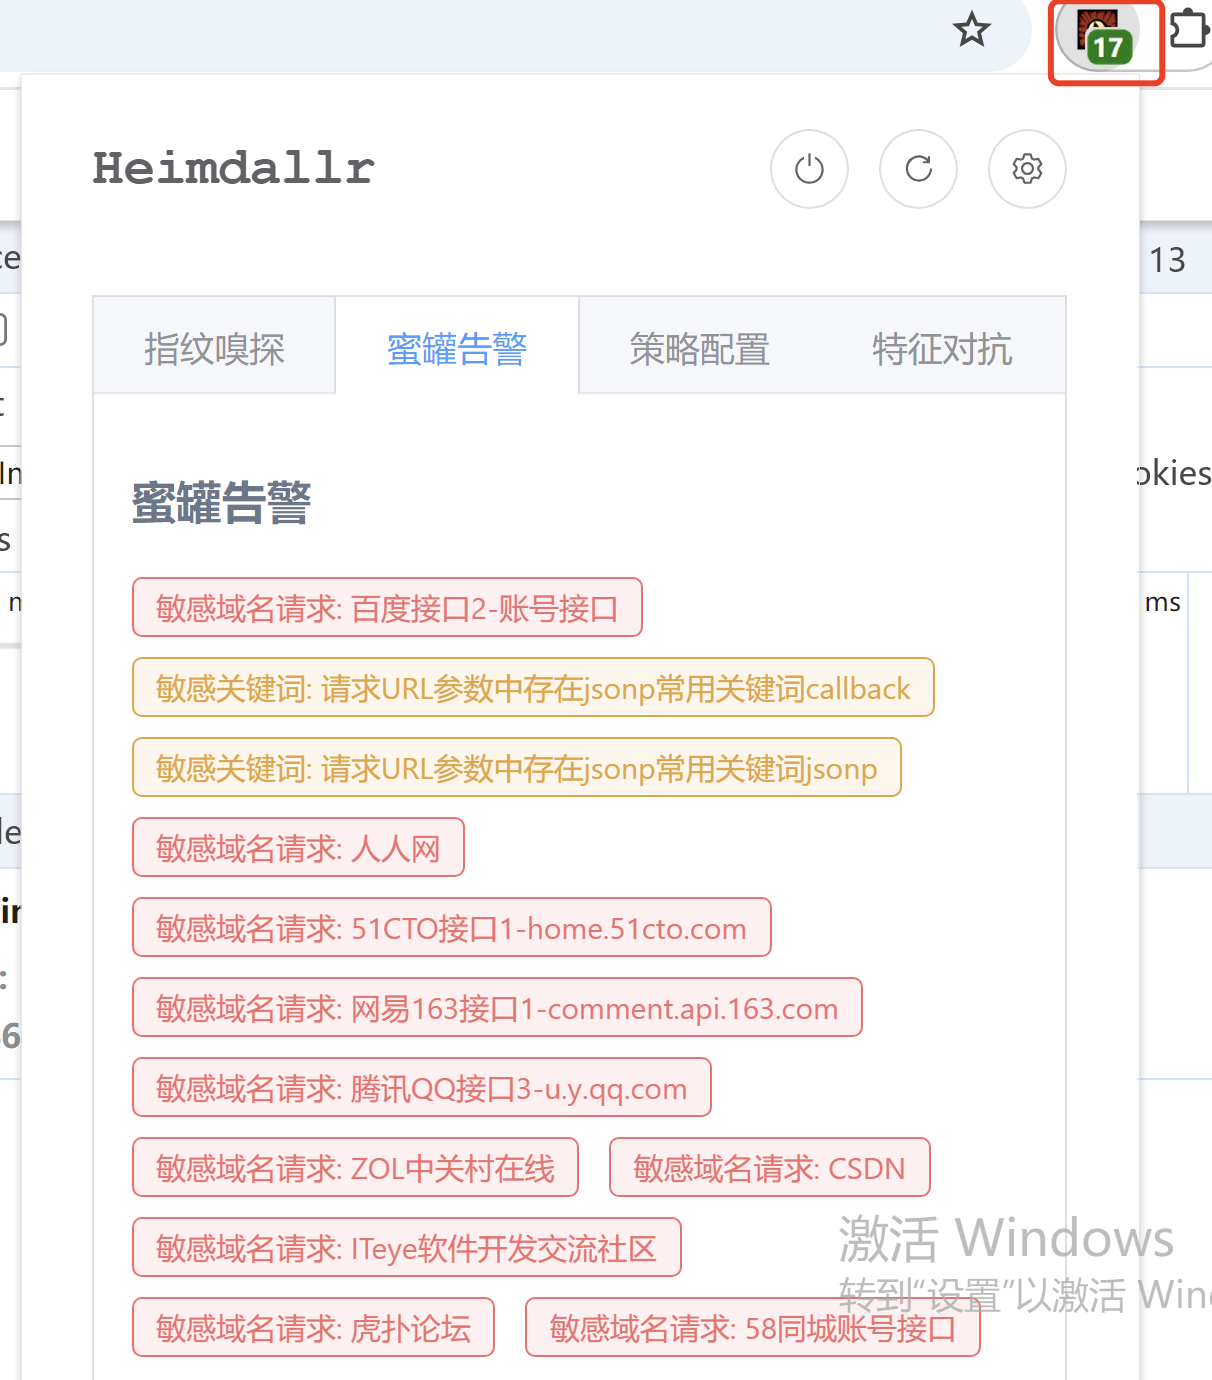 17
Heimdallr
ce
13
指纹嗅探 蜜罐告警 策略配置 特征对抗
t
In
okies
蜜罐告警
s
m
ms
敏感域名请求: 百度接口2-账号接口
敏感关键词: 请求URL参数中存在jsonp常用关键词callback
敏感关键词: 请求URL参数中存在jsonp常用关键词jsonp
le
敏感域名请求: 人人网
in
敏感域名请求: 51CTO接口1-home.51cto.com
:
敏感域名请求: 网易163接口1-comment.api.163.com
6
敏感域名请求: 腾讯QQ接口3-u.y.qq.com
敏感域名请求: ZOL中关村在线 敏感域名请求: CSDN
敏感域名请求: ITeye软件开发交流社区
激活 Windows
转到“设置”以激活 Win
敏感域名请求: 虎扑论坛 敏感域名请求: 58同城账号接口